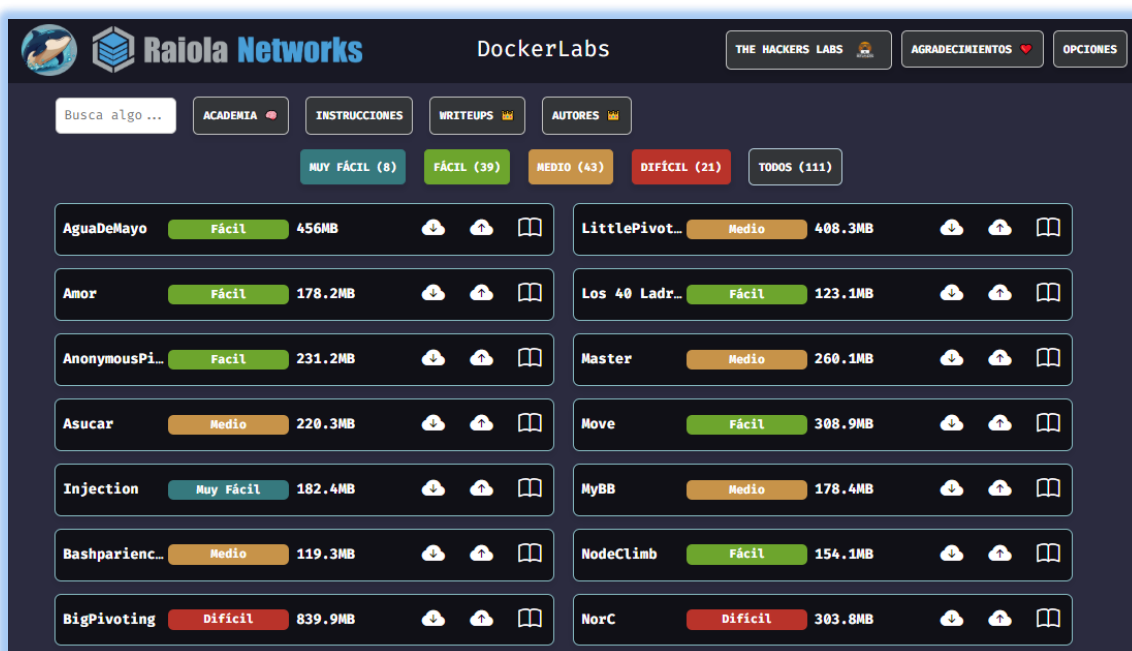 Raiola Networks
DockerLabs
THE HACKERS LABS
AGRADECIMIENTOS
OPCIONES
Busca algo...
ACADEMIA
INSTRUCCIONES
WRITEUPS
AUTORES
MUY FÁCIL (8)
FÁCIL (39)
MEDIO (43)
DIFÍCIL (21)
TODOS (111)
AguaDeMayo Fácil 456MB
LittlePivot... Medio 408.3MB
Amor Fácil 178.2MB
Los 40 Ladr... Fácil 123.1MB
AnonymousPi... Facil 231.2MB
Master Medio 260.1MB
Asucar Medio 220.3MB
Move Fácil 308.9MB
Injection Muy Fácil 182.4MB
MyBB Medio 178.4MB
Bashparienc... Medio 119.3MB
NodeClimb Fácil 154.1MB
BigPivoting Difícil 839.9MB
NorC Difícil 303.8MB